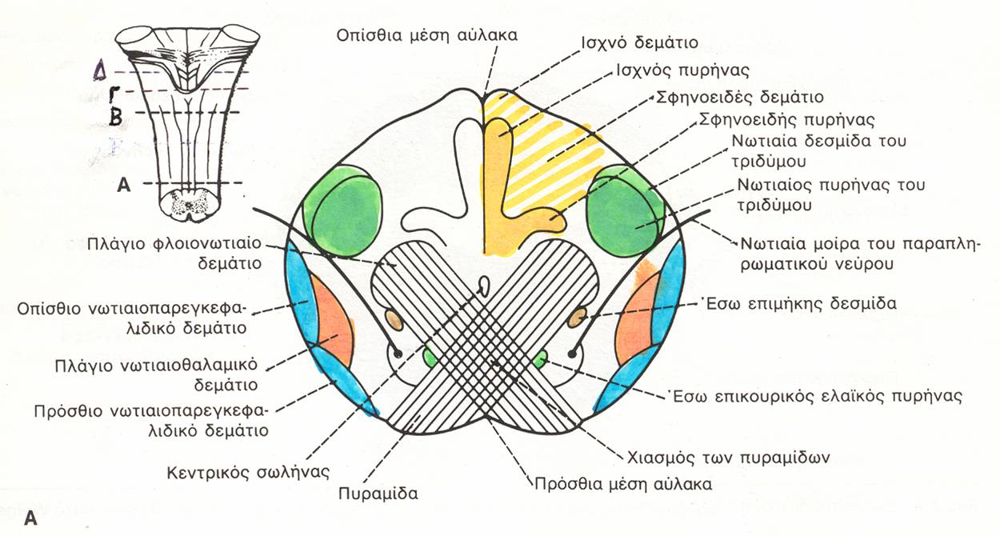 Δ
Γ
Β
Α
Οπίσθια μέση αύλακα
Ισχνό δεμάτιο
Ισχνός πυρήνας
Σφηνοειδές δεμάτιο
Σφηνοειδής πυρήνας
Νωτιαία δεσμίδα του
τριδύμου
Νωτιαίος πυρήνας του
τριδύμου
Νωτιαία μοίρα του παραπλη-
ρωματικού νεύρου
Έσω επιμήκης δεσμίδα
Έσω επικουρικός ελαϊκός πυρήνας
Χιασμός των πυραμίδων
Πρόσθια μέση αύλακα
Πλάγιο φλοιονωτιαίο
δεμάτιο
Οπίσθιο νωτιαιοπαρεγκεφα-
λιδικό δεμάτιο
Πλάγιο νωτιαιοθαλαμικό
δεμάτιο
Πρόσθιο νωτιαιοπαρεγκεφα-
λιδικό δεμάτιο
Κεντρικός σωλήνας
Πυραμίδα
Α